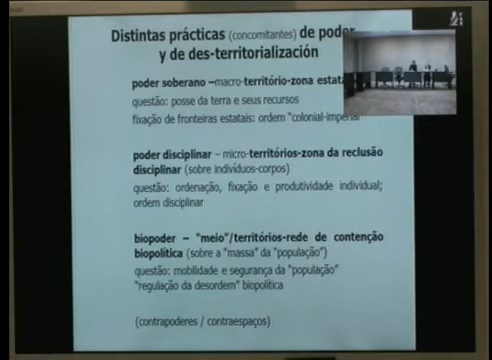 Distintas prácticas (concomitantes) de poder
y de des-territorialización
poder soberano – macro-território-zona
questão: posse da terra e seus recursos
fixação de fronteiras estatais: ordem "colonial-imperial
poder disciplinar – micro-territórios-zona da reclusão
disciplinar (sobre indivíduos-corpos)
questão: ordenação, fixação e produtividade individual;
ordem disciplinar
biopoder – "meio"/territórios-rede de contenção
biopolítica (sobre a "massa" da "população")
questão: mobilidade e segurança da "população"
"regulação da desordem" biopolítica
(contrapoderes / contraespaços)